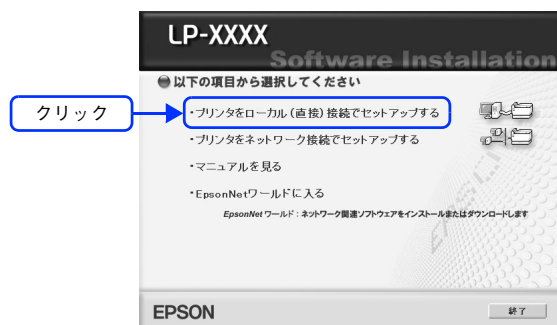 LP-XXXX
Software Installation
以下の項目から選択してください
クリック
・プリンタをローカル(直接)接続でセットアップする
・プリンタをネットワーク接続でセットアップする
・マニュアルを見る
・EpsonNetワールドに入る
EpsonNet ワールド：ネットワーク関連ソフトウェアをインストールまたはダウンロードします
EPSON
EPSON
終了